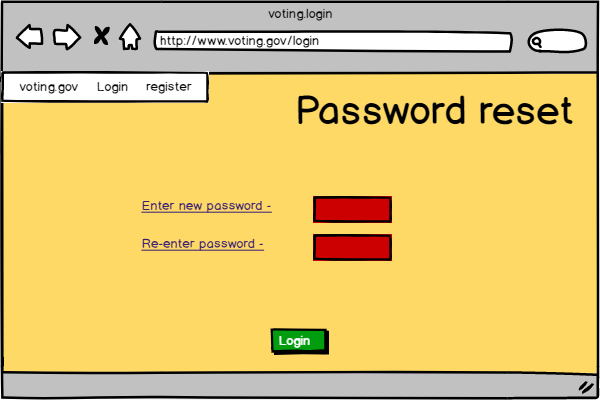 voting.login
http://www.voting.gov/login
voting.gov Login register
Password reset
Enter new password -
Re-enter password -
Login